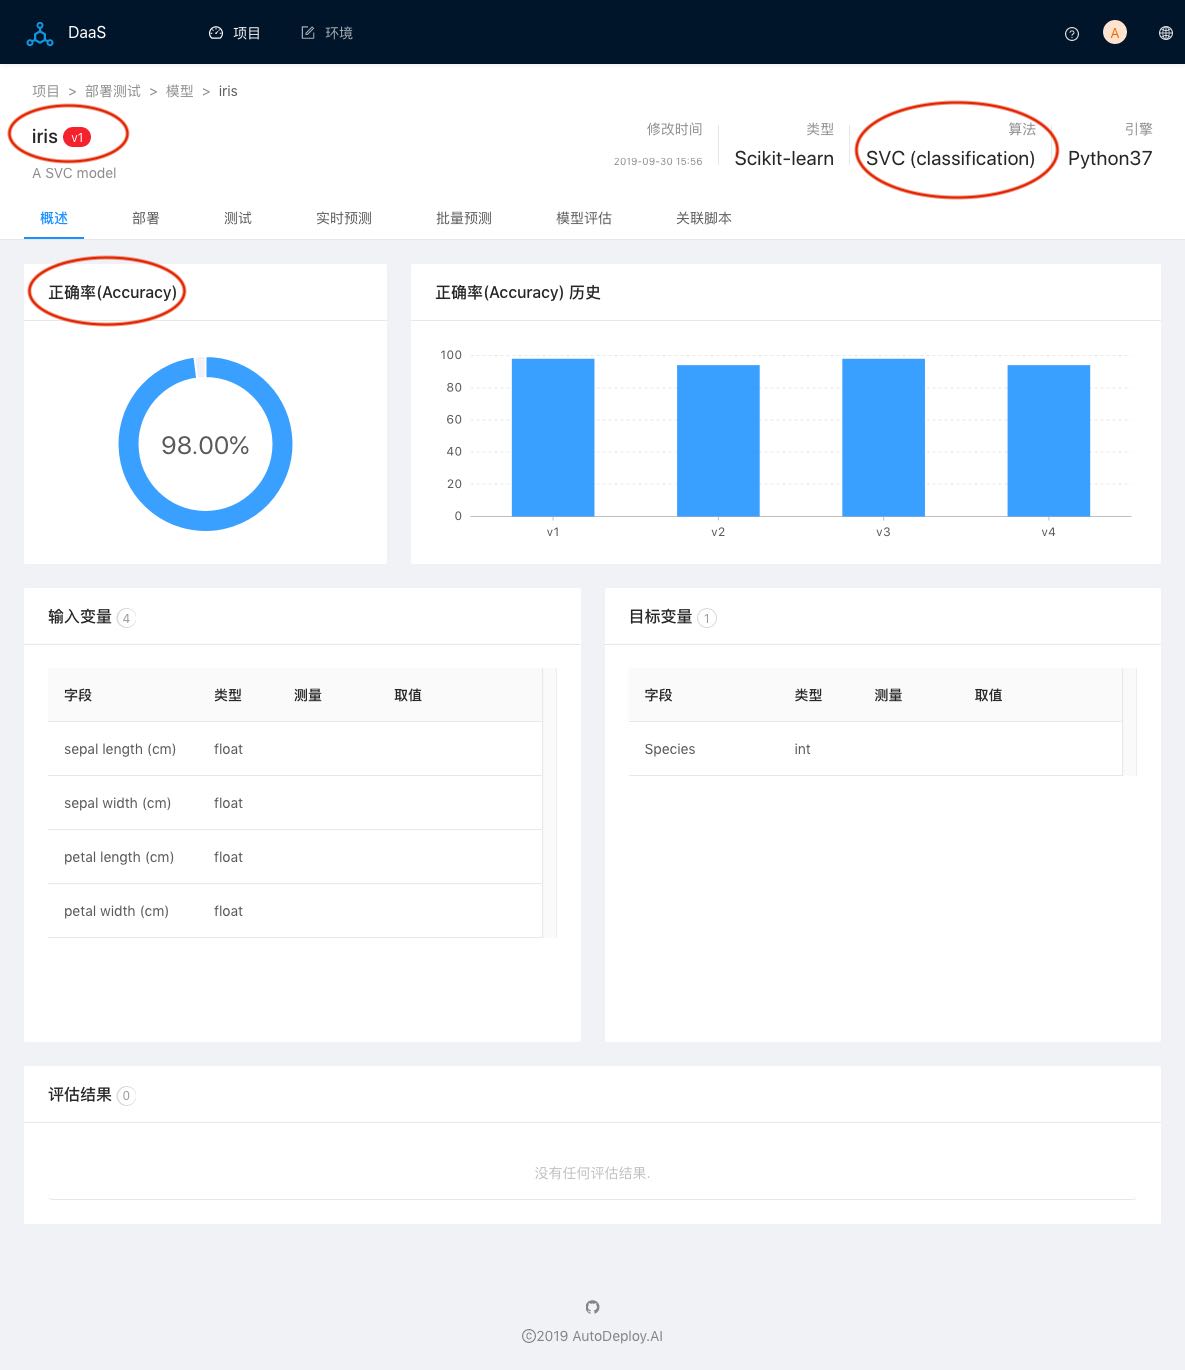 DaaS 项目 环境 A
项目 > 部署测试 > 模型 > iris
iris v1
A SVC model
修改时间 类型 算法 引擎
2019-09-30 15:56 Scikit-learn SVC (classification) Python37
概述 部署 测试 实时预测 批量预测 模型评估 关联脚本
正确率(Accuracy)
98.00%
正确率(Accuracy) 历史
100
80
60
40
20
0
v1 v2 v3 v4
输入变量 4
字段 类型 测量 取值
sepal length (cm) float
sepal width (cm) float
petal length (cm) float
petal width (cm) float
目标变量 1
字段 类型 测量 取值
Species int
评估结果 0
没有任何评估结果.
©2019 AutoDeploy.AI